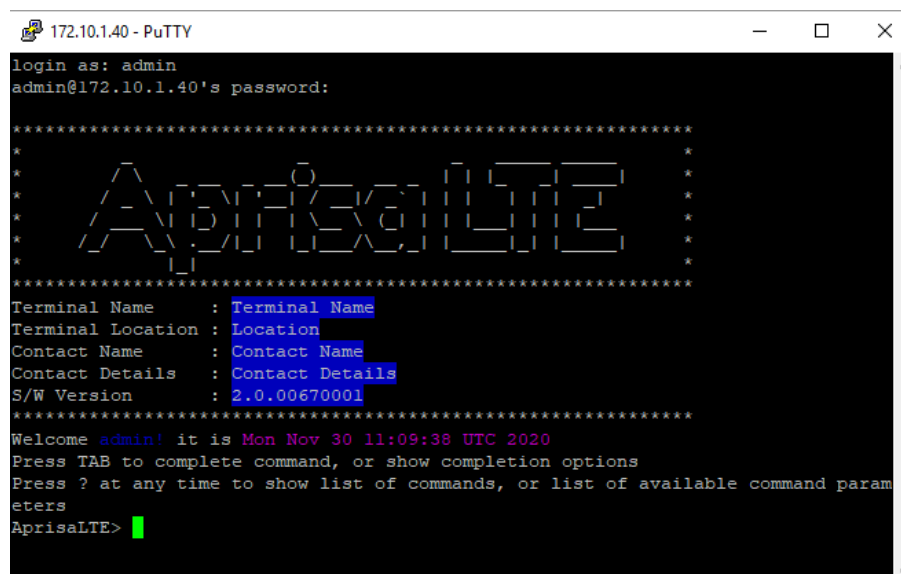 172.10.1.40 - PuTTY
login as: admin
admin@172.10.1.40's password:
**************************************************************
AprisaLTE
**************************************************************
Terminal Name : Terminal Name
Terminal Location : Location
Contact Name : Contact Name
Contact Details : Contact Details
S/W Version : 2.0.00670001
**************************************************************
Welcome admin! it is Mon Nov 30 11:09:38 UTC 2020
Press TAB to complete command, or show completion options
Press ? at any time to show list of commands, or list of available command param
eters
AprisaLTE>